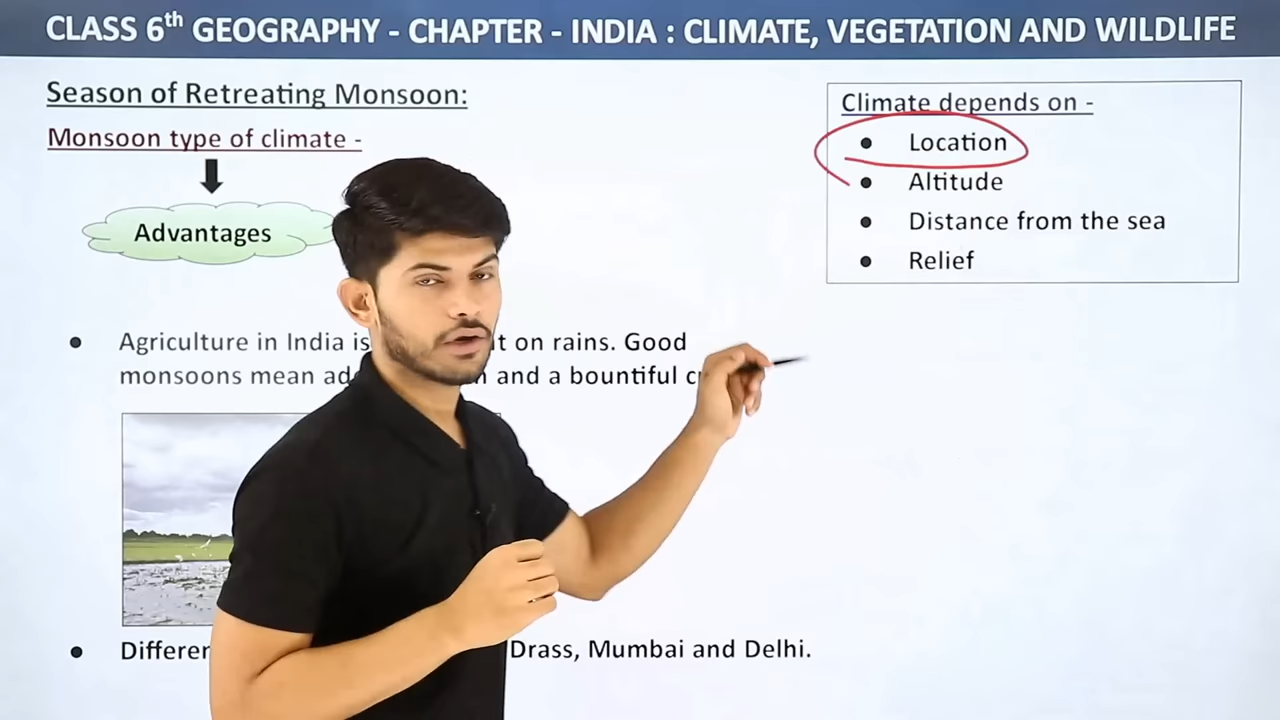 CLASS 6th GEOGRAPHY - CHAPTER - INDIA : CLIMATE, VEGETATION AND WILDLIFE
Season of Retreating Monsoon:
Monsoon type of climate -
Advantages
Agriculture in India is on rains. Good
monsoons mean and a bountiful
Drass, Mumbai and Delhi.
Climate depends on -
● Location
● Altitude
● Distance from the sea
● Relief